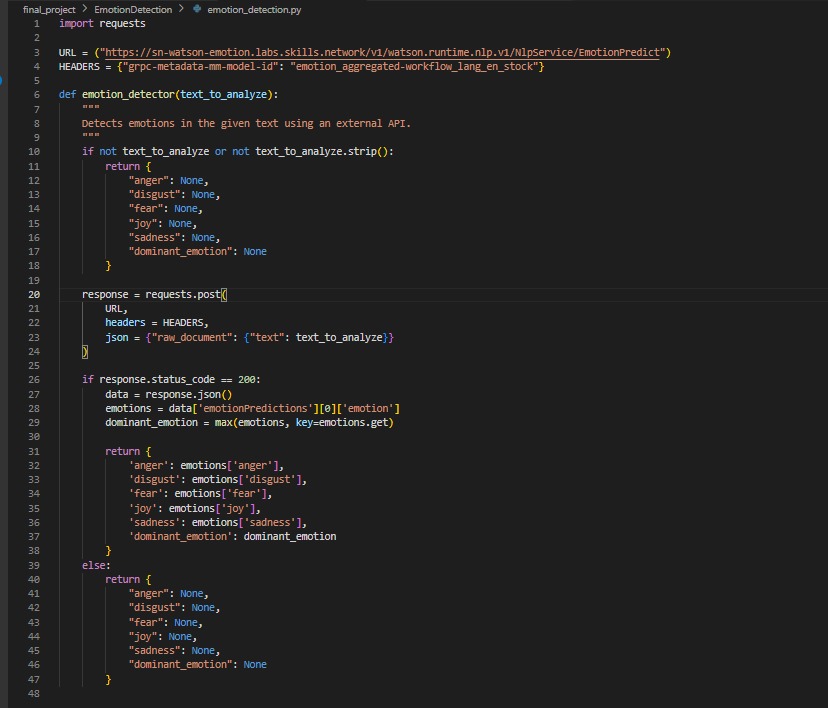 final_project > EmotionDetection > emotion_detection.py
1 import requests
2
3 URL = ("https://sn-watson-emotion.labs.skills.network/v1/watson.runtime.nlp.v1/NlpService/EmotionPredict")
4 HEADERS = {"grpc-metadata-mm-model-id": "emotion_aggregated-workflow_lang_en_stock"}
5
6 def emotion_detector(text_to_analyze):
7     """
8     Detects emotions in the given text using an external API.
9     """
10     if not text_to_analyze or not text_to_analyze.strip():
11         return {
12             "anger": None,
13             "disgust": None,
14             "fear": None,
15             "joy": None,
16             "sadness": None,
17             "dominant_emotion": None
18         }
19
20     response = requests.post(
21         URL,
22         headers = HEADERS,
23         json = {"raw_document": {"text": text_to_analyze}}
24     )
25
26     if response.status_code == 200:
27         data = response.json()
28         emotions = data['emotionPredictions'][0]['emotion']
29         dominant_emotion = max(emotions, key=emotions.get)
30
31         return {
32             'anger': emotions['anger'],
33             'disgust': emotions['disgust'],
34             'fear': emotions['fear'],
35             'joy': emotions['joy'],
36             'sadness': emotions['sadness'],
37             'dominant_emotion': dominant_emotion
38         }
39     else:
40         return {
41             "anger": None,
42             "disgust": None,
43             "fear": None,
44             "joy": None,
45             "sadness": None,
46             "dominant_emotion": None
47         }
48